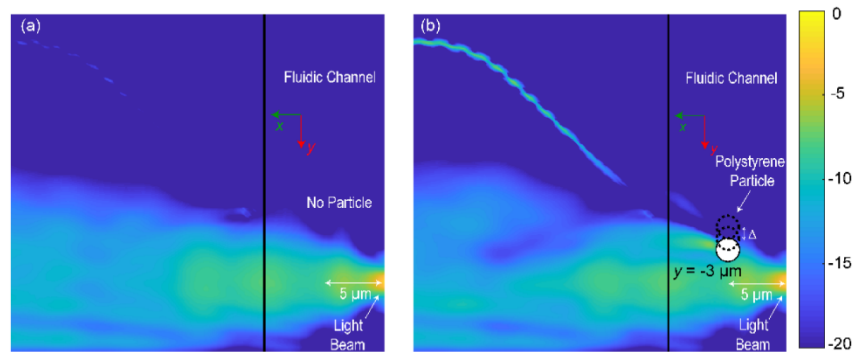 (a)
Fluidic Channel
x
y
No Particle
5 µm
Light
Beam
(b)
Fluidic Channel
x
y
Polystyrene
Particle
Δ
y = -3 µm
5 µm
Light
Beam
0
-5
-10
-15
-20